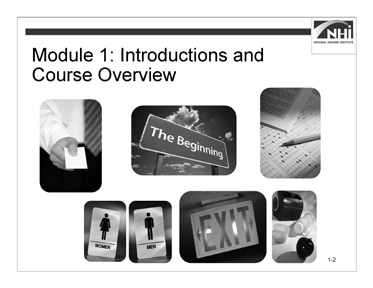 NHI
NATIONAL HIGHWAY INSTITUTE
Module 1: Introductions and
Course Overview
The Beginning
WOMEN
MEN
EXIT
1-2